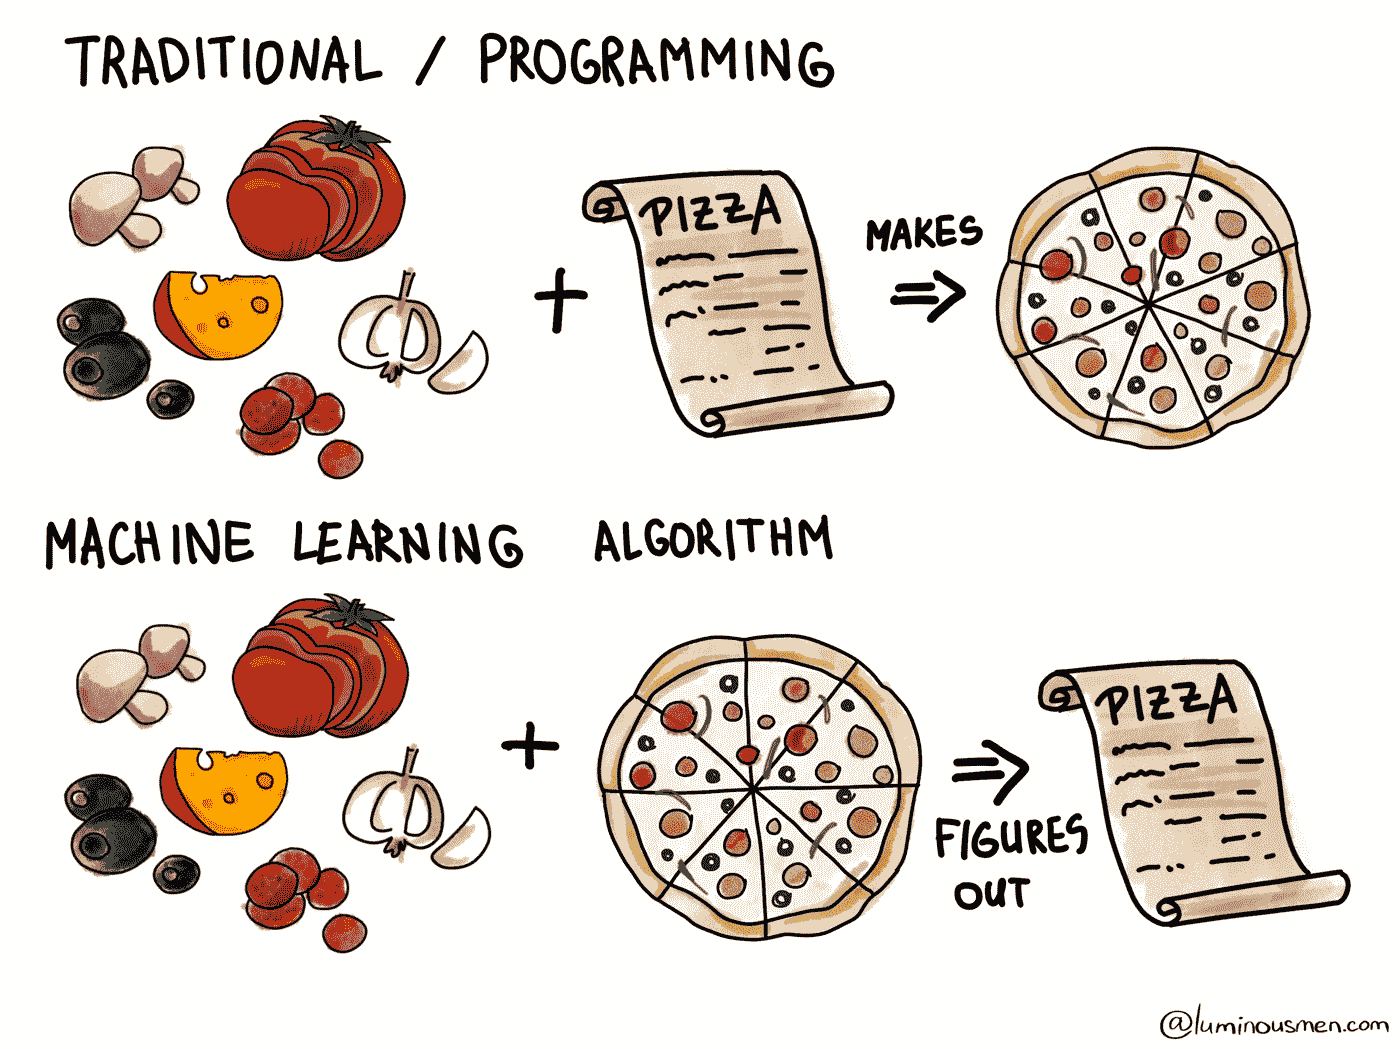 TRADITIONAL / PROGRAMMING
PIZZA
MAKES
MACHINE LEARNING ALGORITHM
PIZZA
FIGURES
OUT
@luminousmen.com